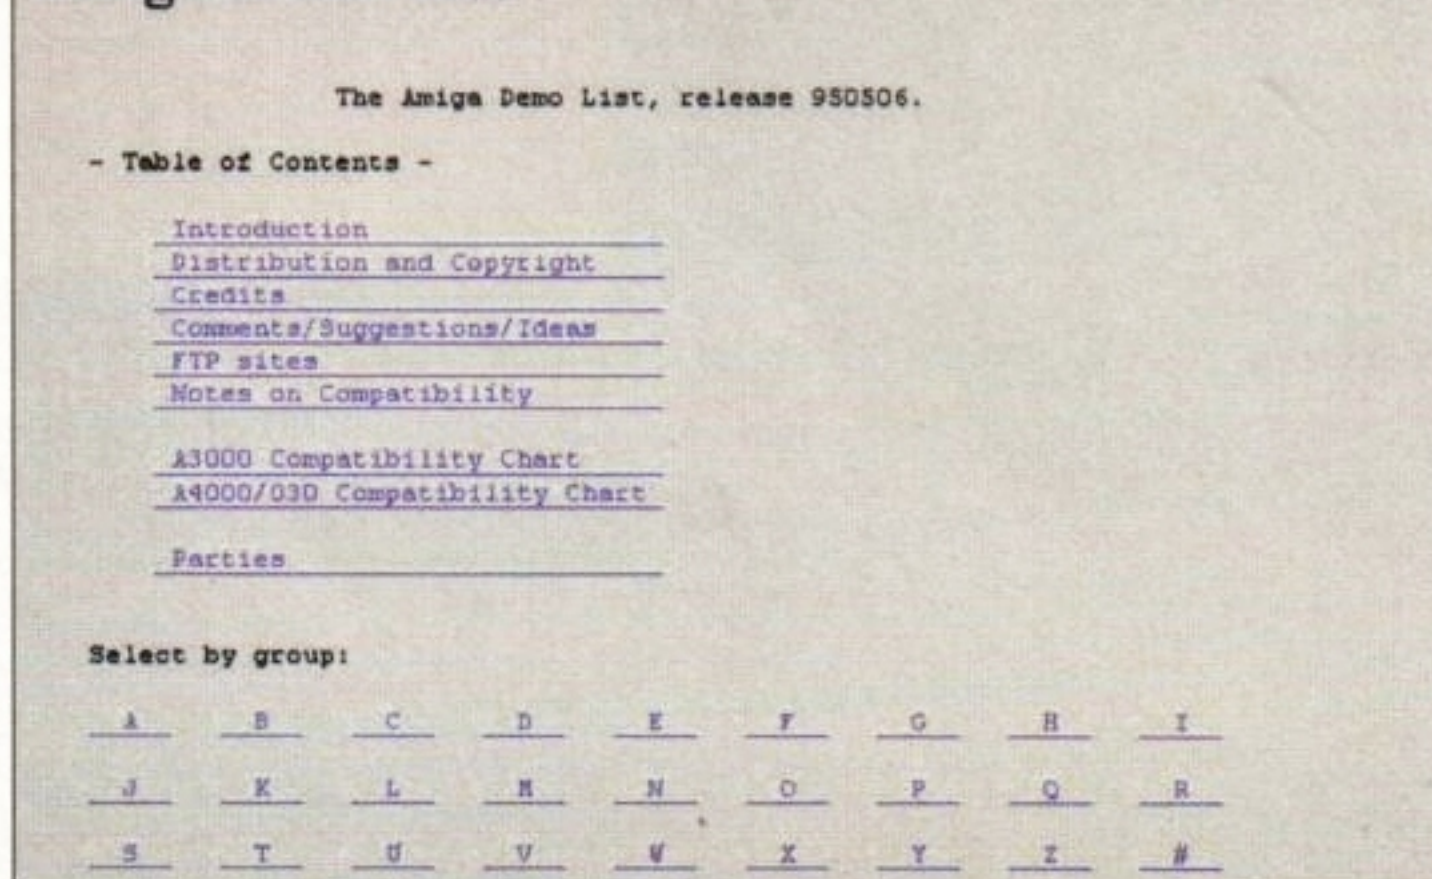 The Amiga Demo List, release 950506.
- Table of Contents -
Introduction
Distribution and Copyright
Credits
Comments/Suggestions/Ideas
FTP sites
Notes on Compatibility
A3000 Compatibility Chart
A4000/030 Compatibility Chart
Parties
Select by group:
A B C D E F G H I
J K L M N O P Q R
S T U V W X Y Z #